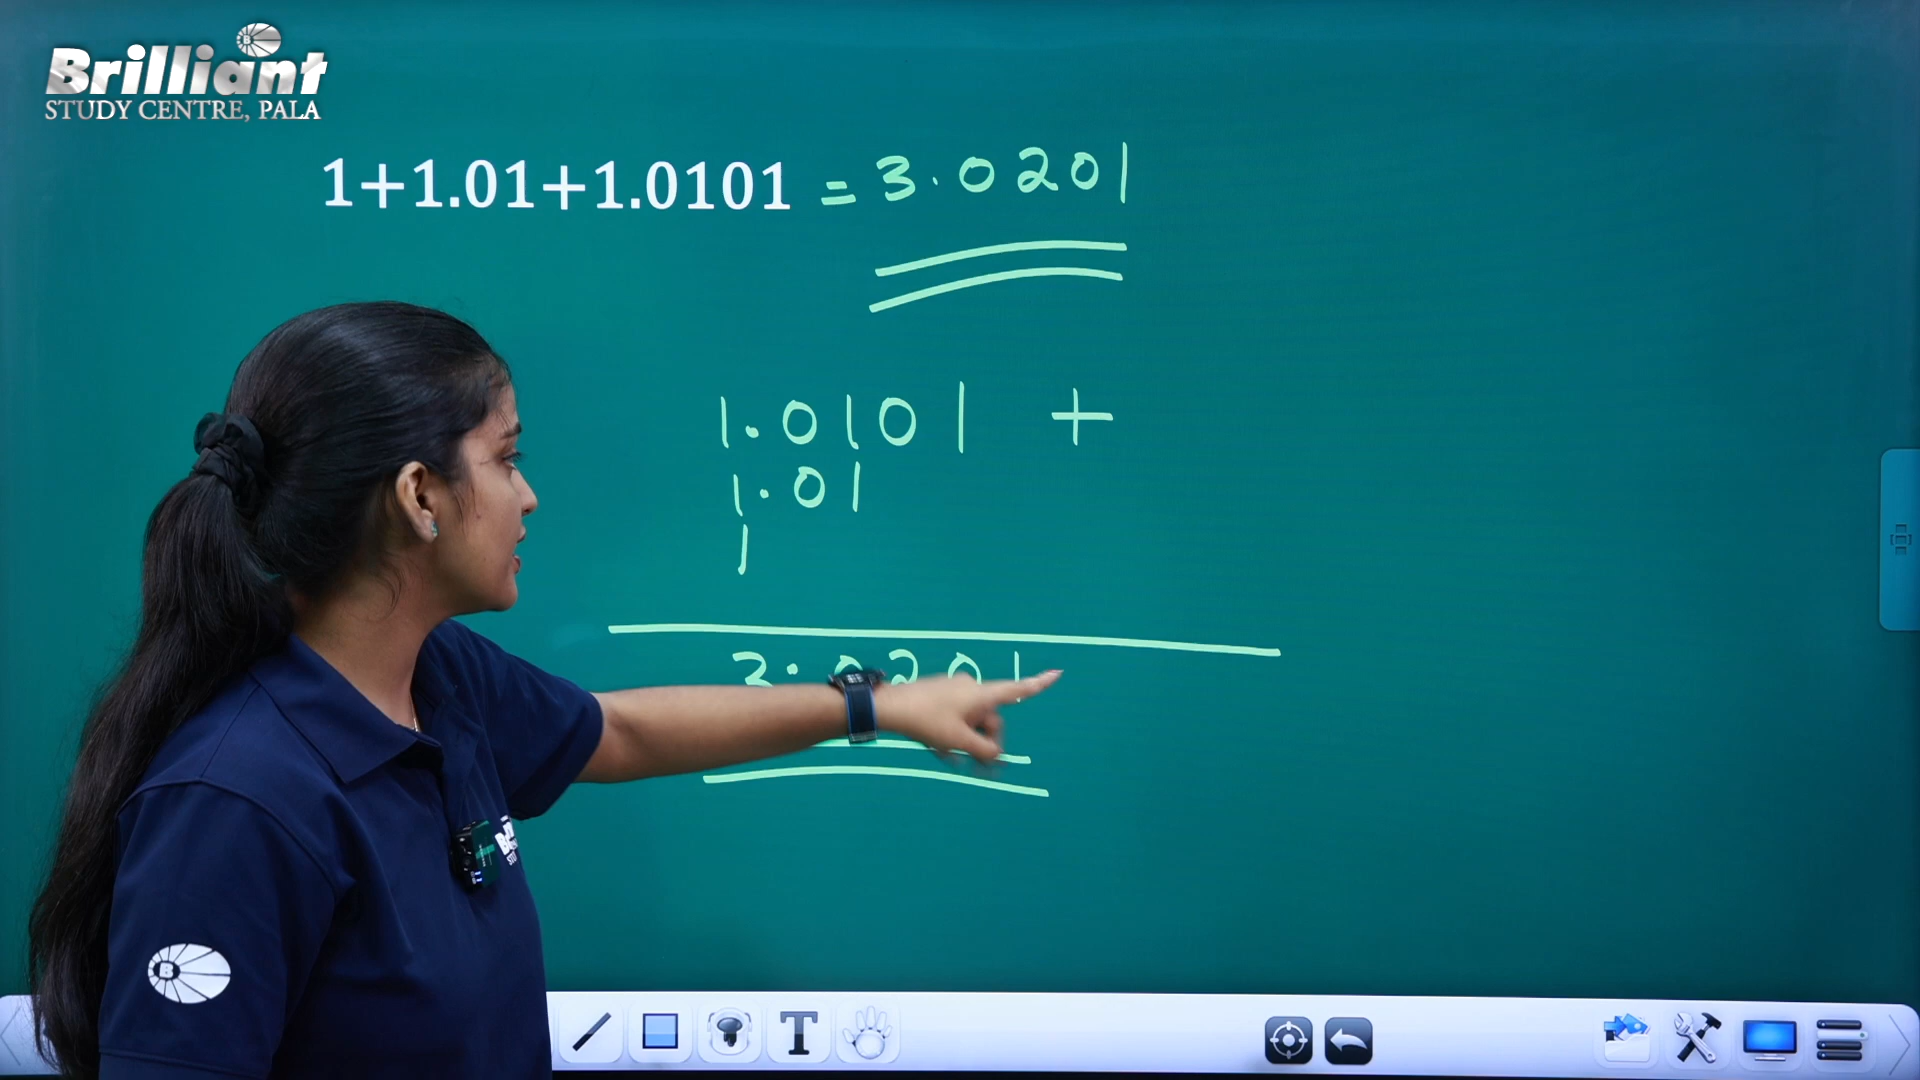 Brilliant
STUDY CENTRE, PALA
1+1.01+1.0101 = 3.0201
1.0101 +
1.01
1
3.0201
B
T